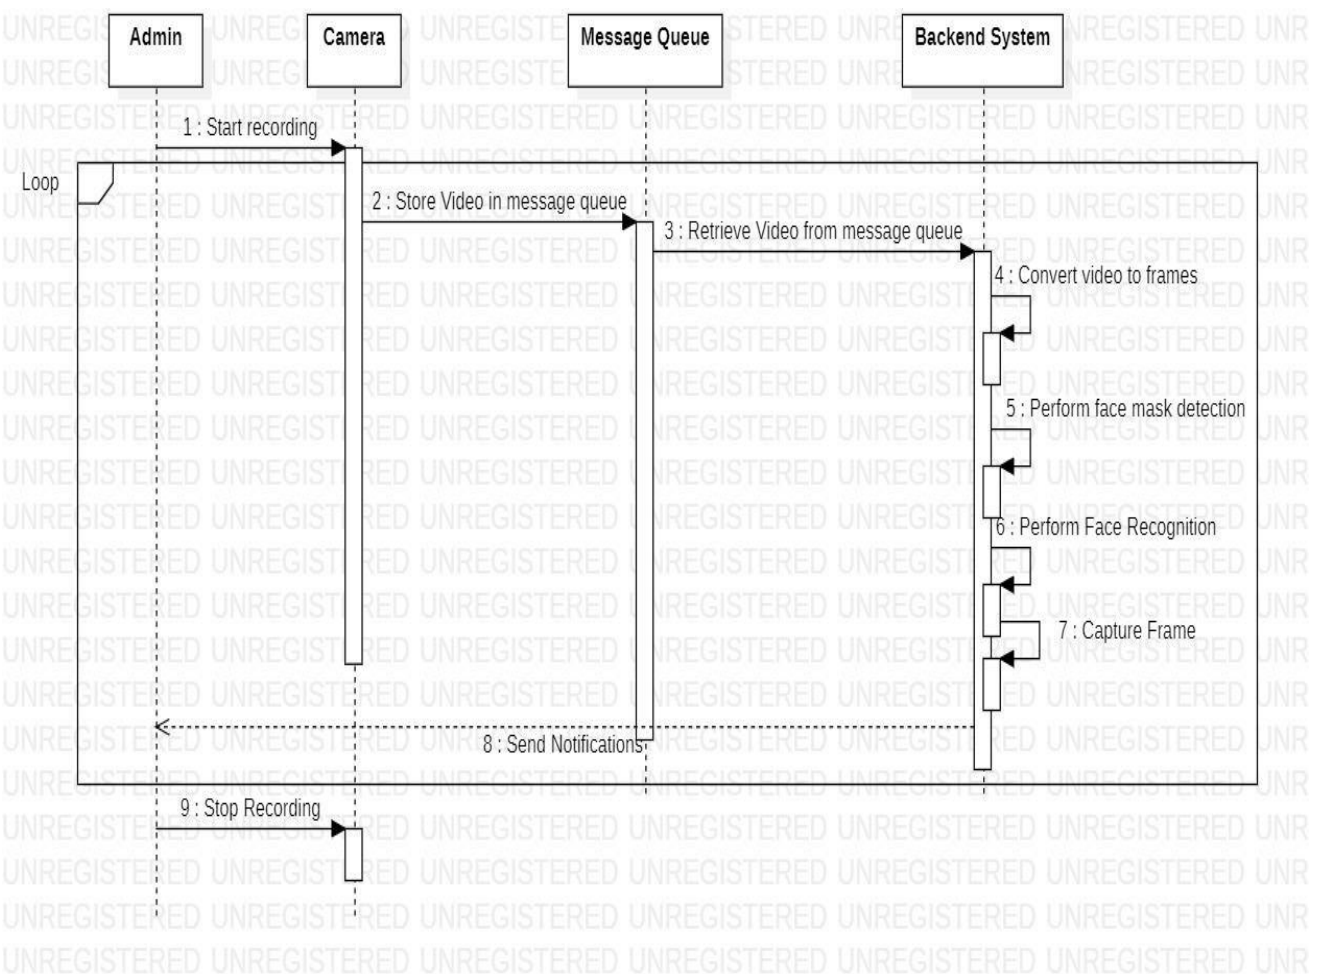 Admin
Camera
Message Queue
Backend System
1 : Start recording
Loop
2 : Store Video in message queue
3 : Retrieve Video from message queue
4 : Convert video to frames
5 : Perform face mask detection
6 : Perform Face Recognition
7 : Capture Frame
8 : Send Notifications
9 : Stop Recording
UNREGISTERED